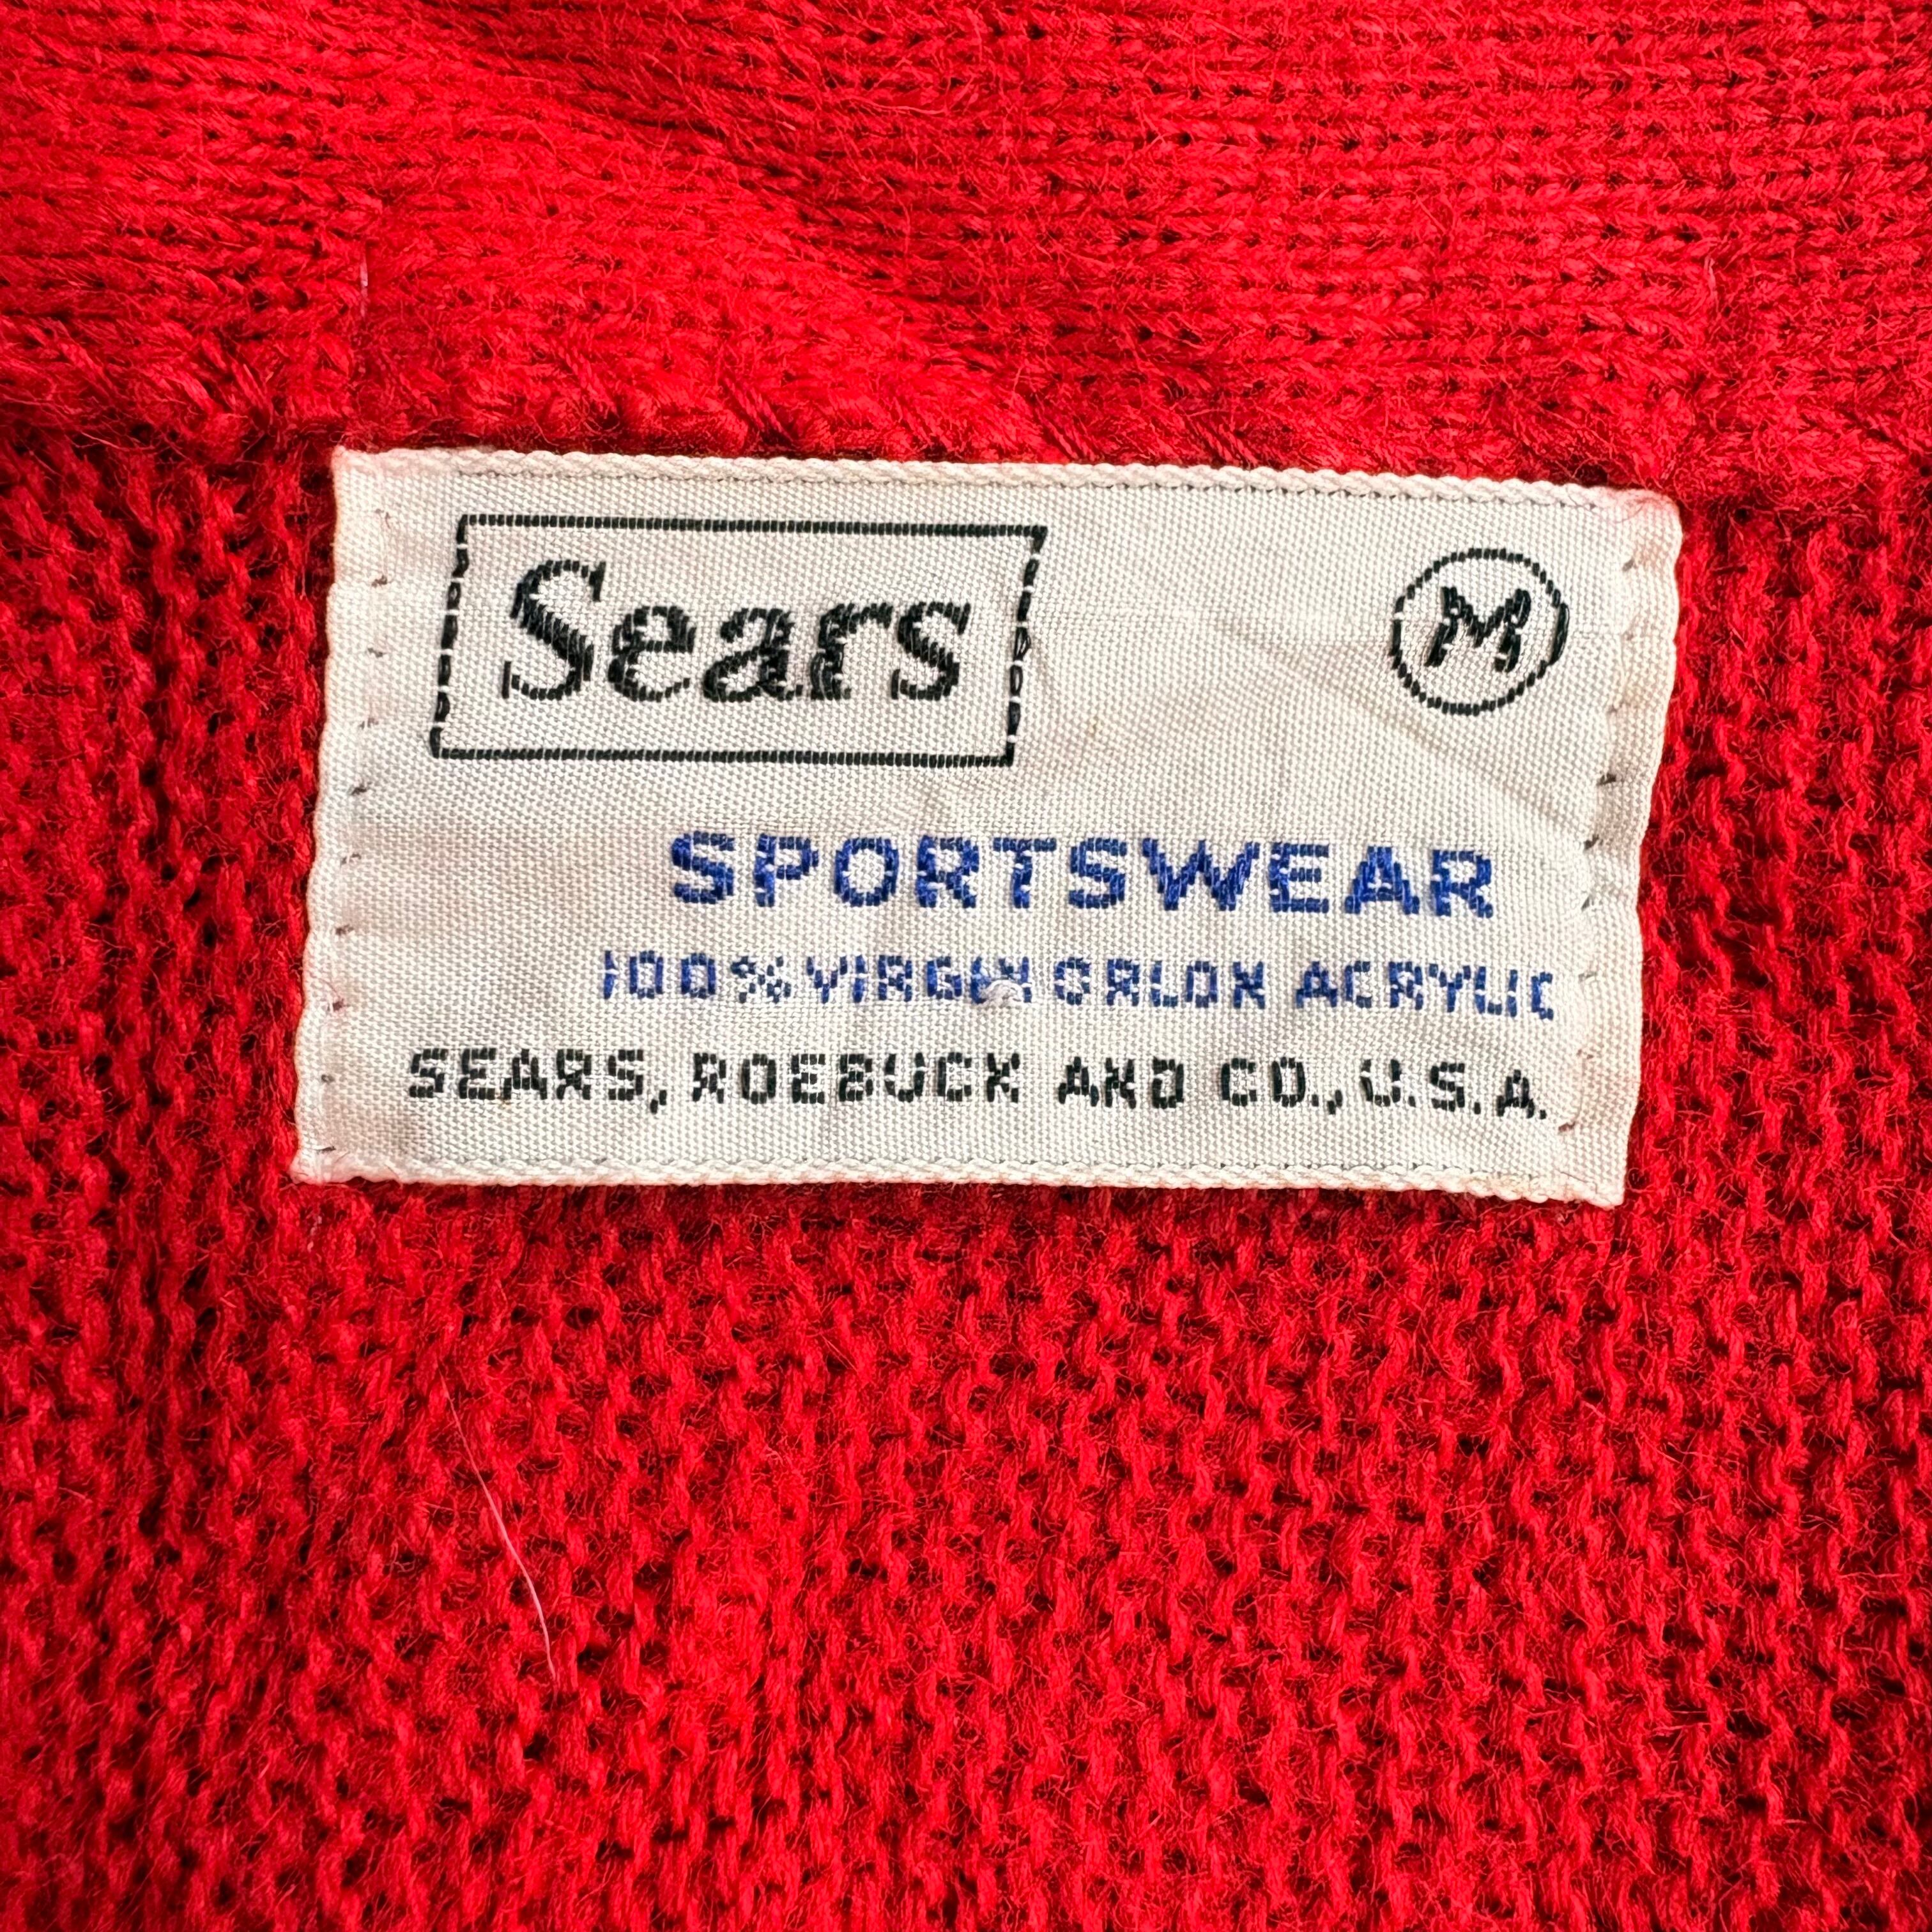 Sears M
SPORTSWEAR
100% VIRGIN ORLON ACRYLIC
SEARS, ROEBUCK AND CO., U.S.A.